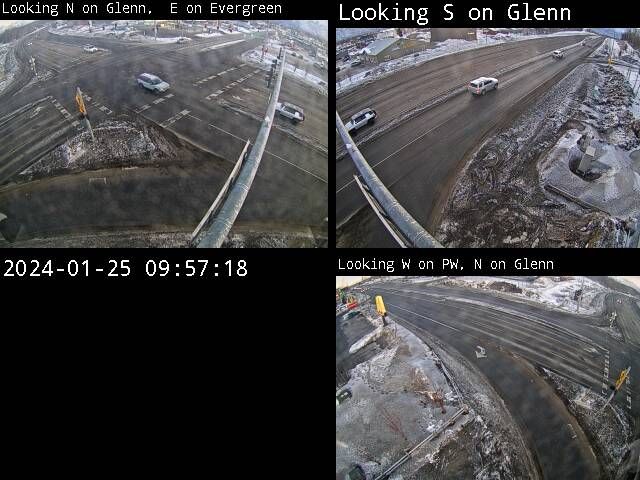 Looking N on Glenn,  E on Evergreen
Looking S on Glenn
2024-01-25 09:57:18
Looking W on PW, N on Glenn